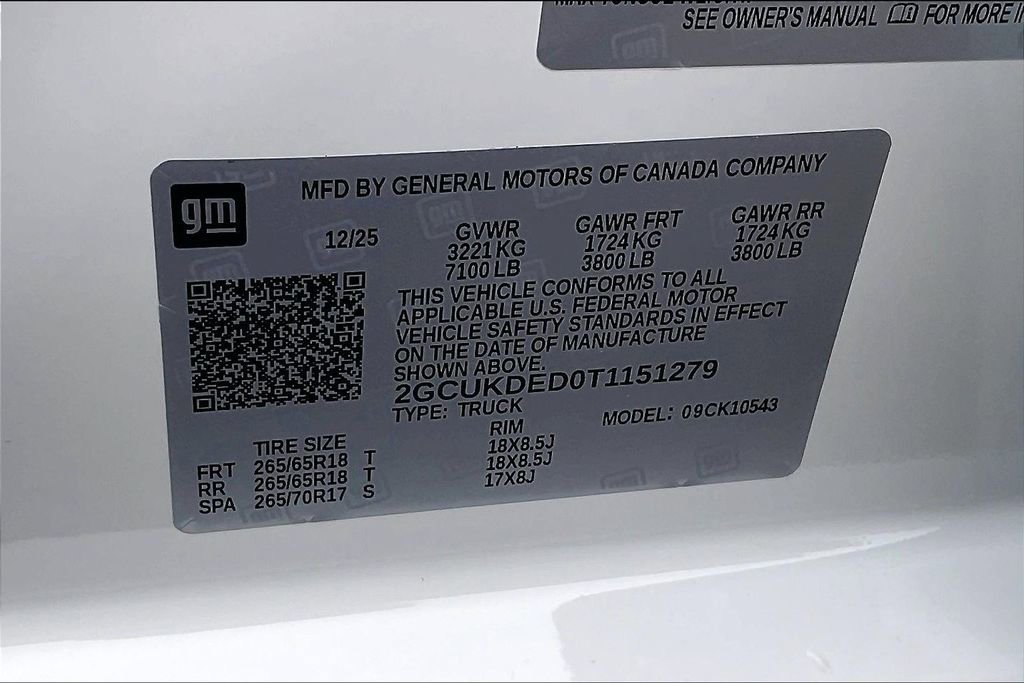 SEE OWNER'S MANUAL FOR MORE
gm
MFD BY GENERAL MOTORS OF CANADA COMPANY
12/25
GVWR
3221 KG
7100 LB
GAWR FRT
1724 KG
3800 LB
GAWR RR
1724 KG
3800 LB
THIS VEHICLE CONFORMS TO ALL
APPLICABLE U.S. FEDERAL MOTOR
VEHICLE SAFETY STANDARDS IN EFFECT
ON THE DATE OF MANUFACTURE
SHOWN ABOVE.
2GCUKDED0T1151279
TYPE: TRUCK
MODEL: 09CK10543
TIRE SIZE RIM
FRT 265/65R18 T 18X8.5J
RR 265/65R18 T 18X8.5J
SPA 265/70R17 S 17X8J